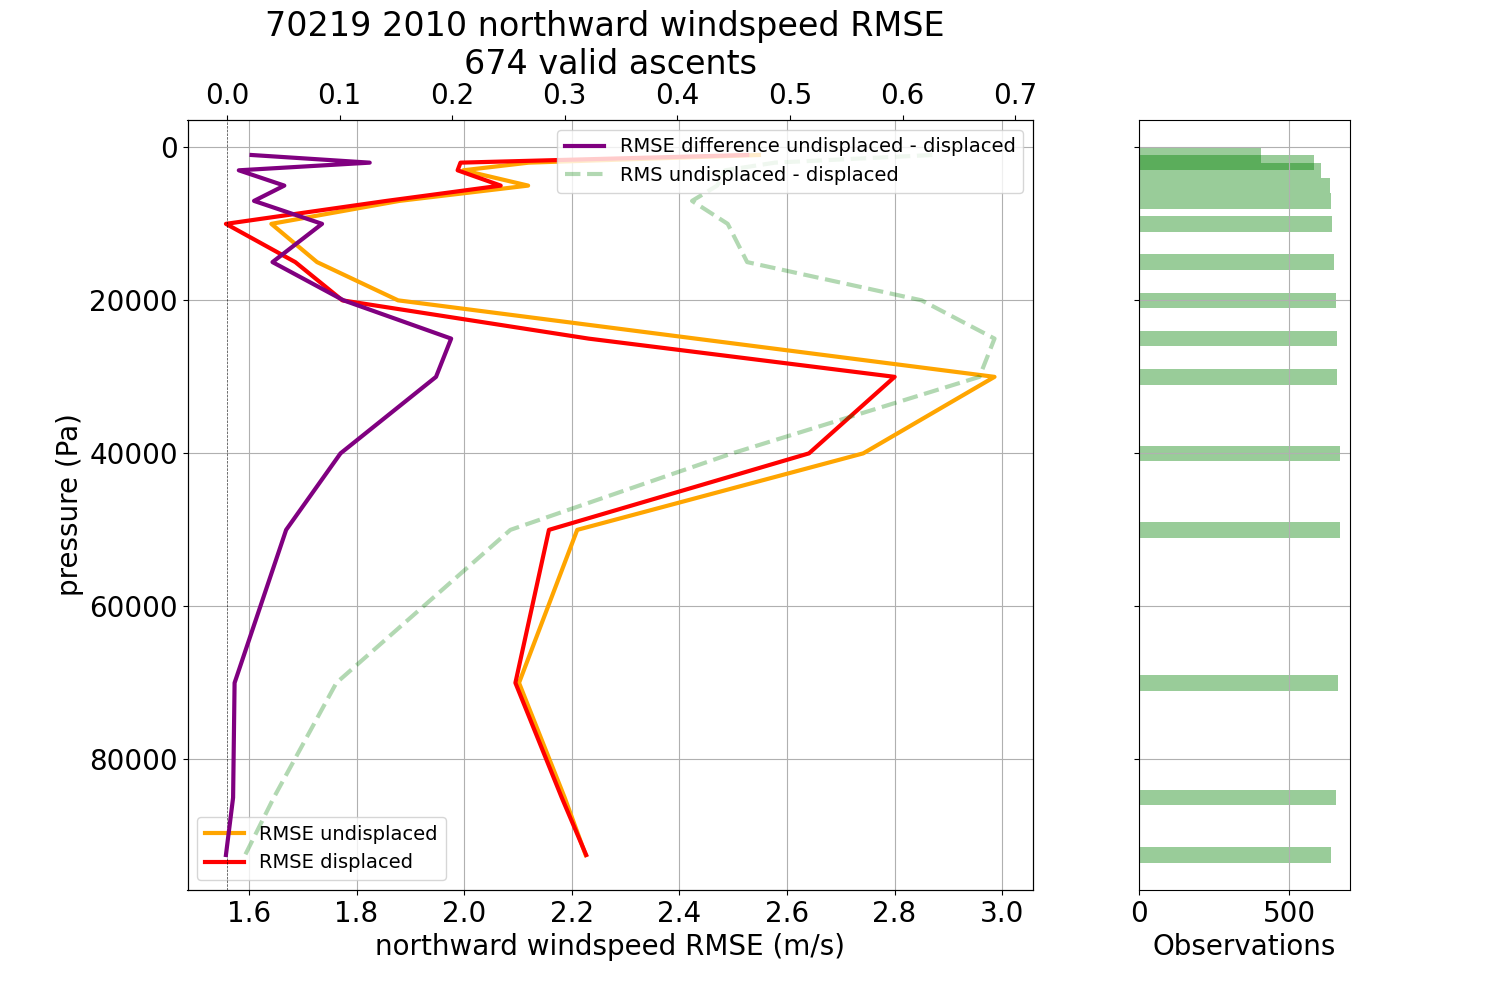 70219 2010 northward windspeed RMSE
674 valid ascents
0.0 0.1 0.2 0.3 0.4 0.5 0.6 0.7
RMSE difference undisplaced - displaced
RMS undisplaced - displaced
0
20000
40000
60000
80000
pressure (Pa)
RMSE undisplaced
RMSE displaced
1.6 1.8 2.0 2.2 2.4 2.6 2.8 3.0
northward windspeed RMSE (m/s)
0 500
Observations